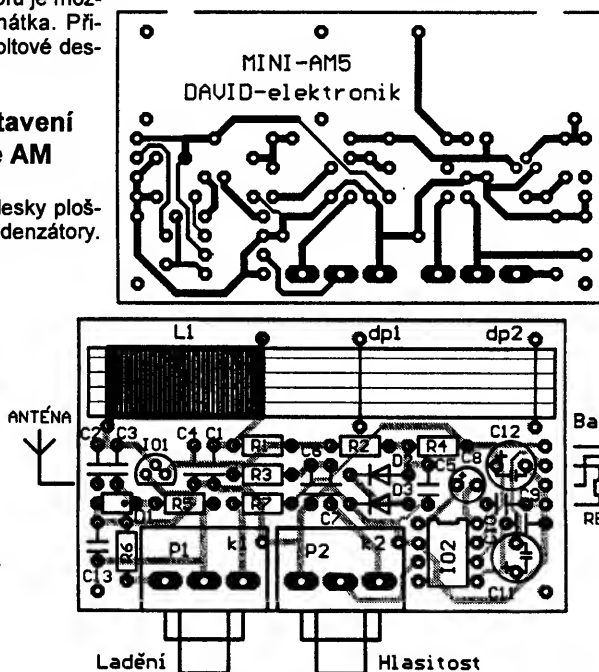 oru je moz-
nátka. Při-
oltové des-
tavení
e AM
desky ploš-
denzátory.
MINI-AM5
DAVID-elektronik
L1 dp1 dp2
ANTÉNA
C2 C3 IO1 C4 C1 R1 C6 R2 R4 C8 C12
Ba
R3 C5 C9
D1 R5 R7 C7 D3 IO2
R6 P1 k1 P2 k2
C13 C11
Ladění Hlasitost